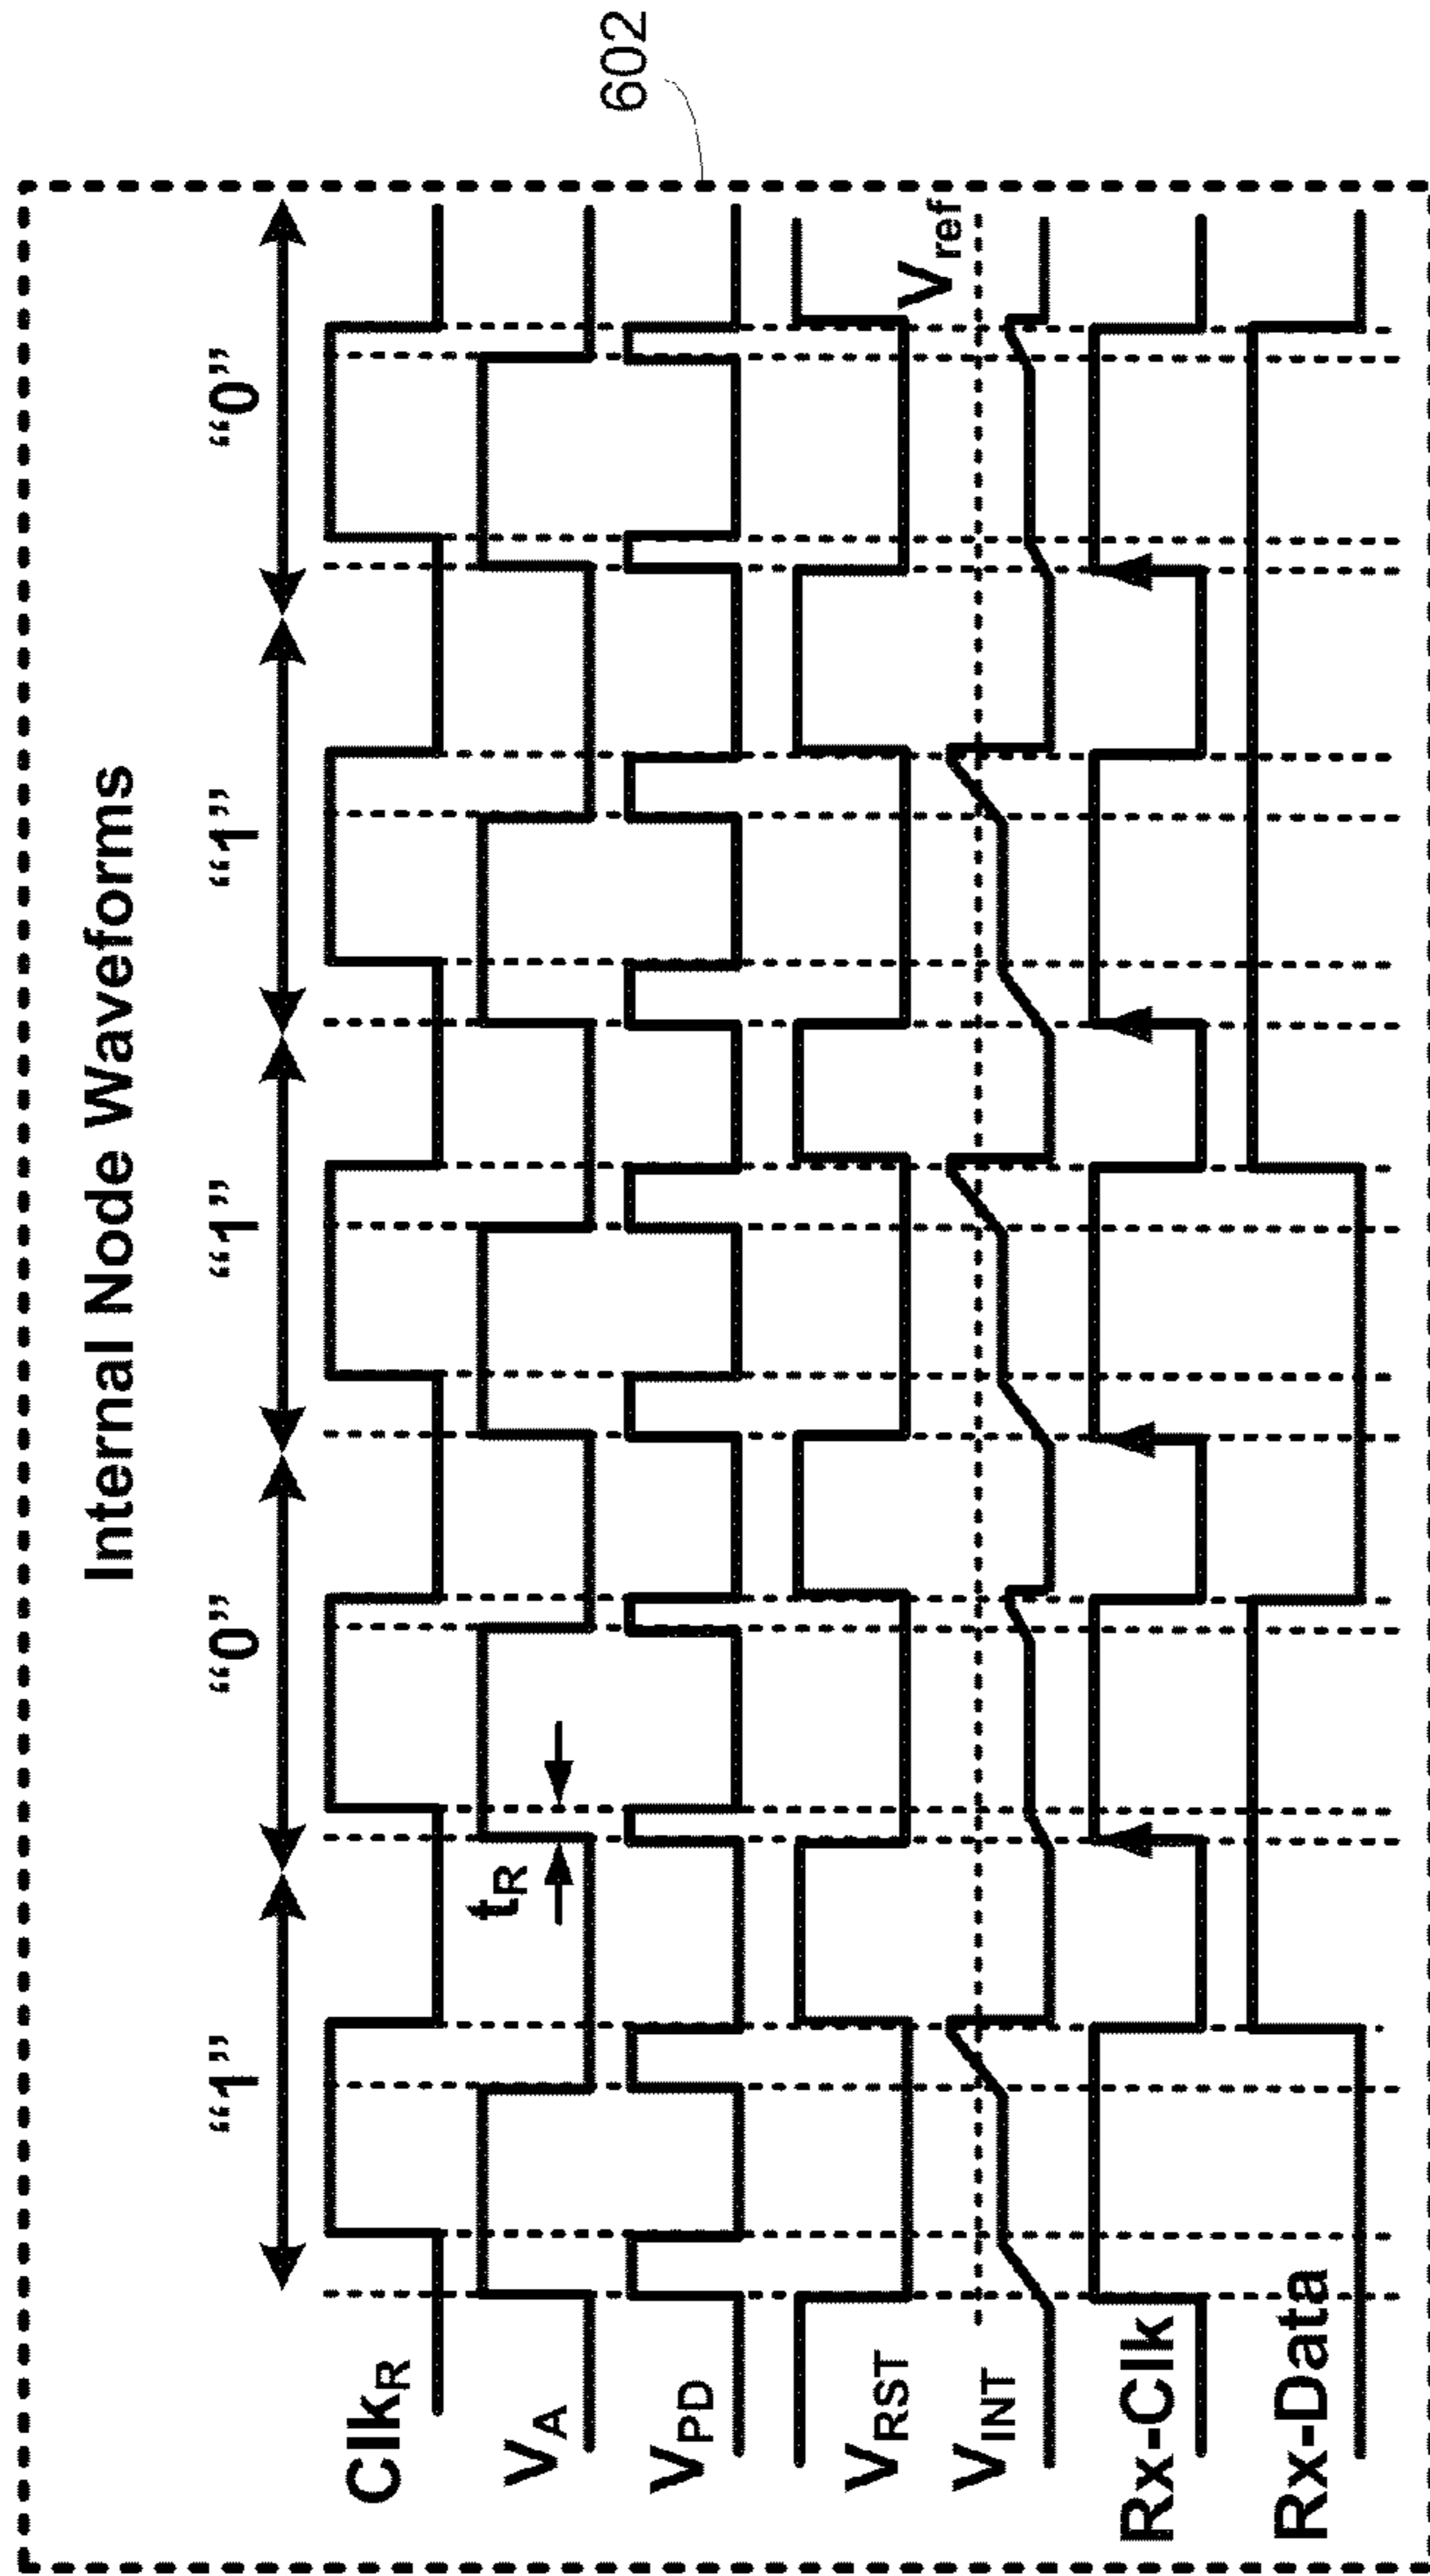 602
Internal Node Waveforms
“1” “0” “1” “1” “0”
Clk_R
V_A
t_R
V_PD
V_RST
V_ref
V_INT
Rx-Clk
Rx-Data